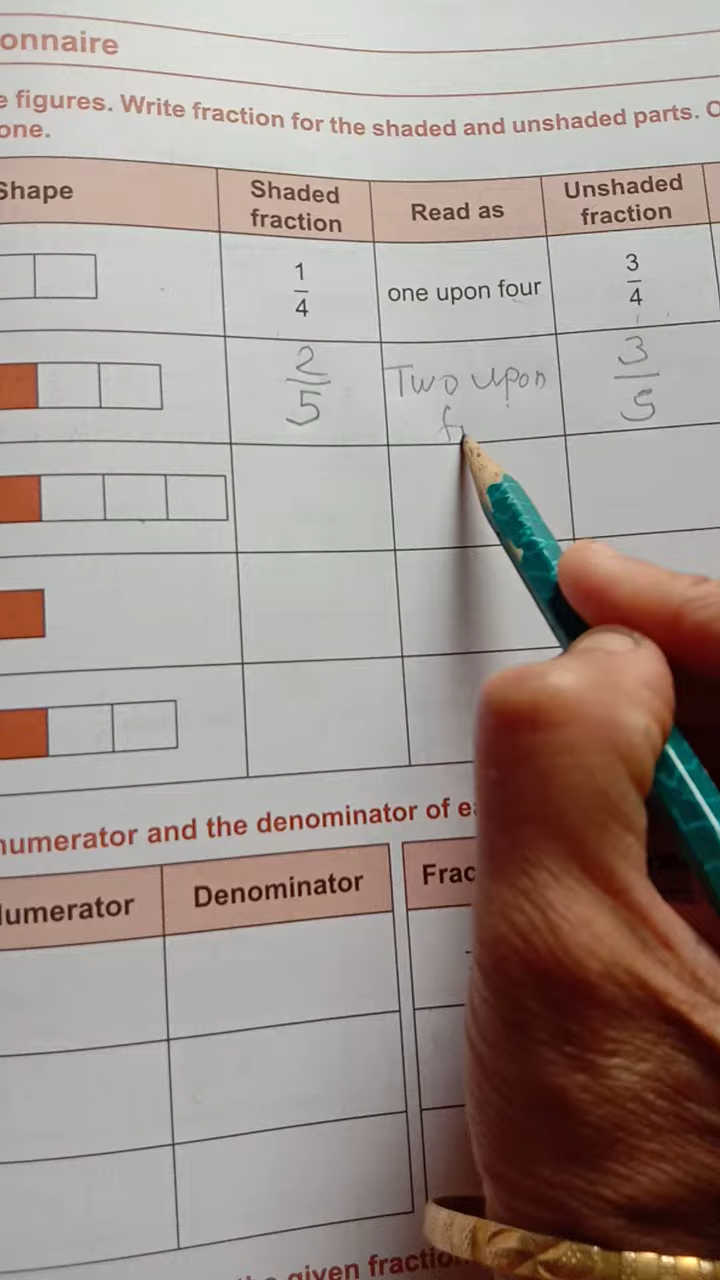 onnaire
e figures. Write fraction for the shaded and unshaded parts. O
one.
Shape
Shaded fraction
Read as
Unshaded fraction
1/4
one upon four
3/4
2/5
Two upon
f
3/5
numerator and the denominator of e
Numerator
Denominator
Frac
given fractio